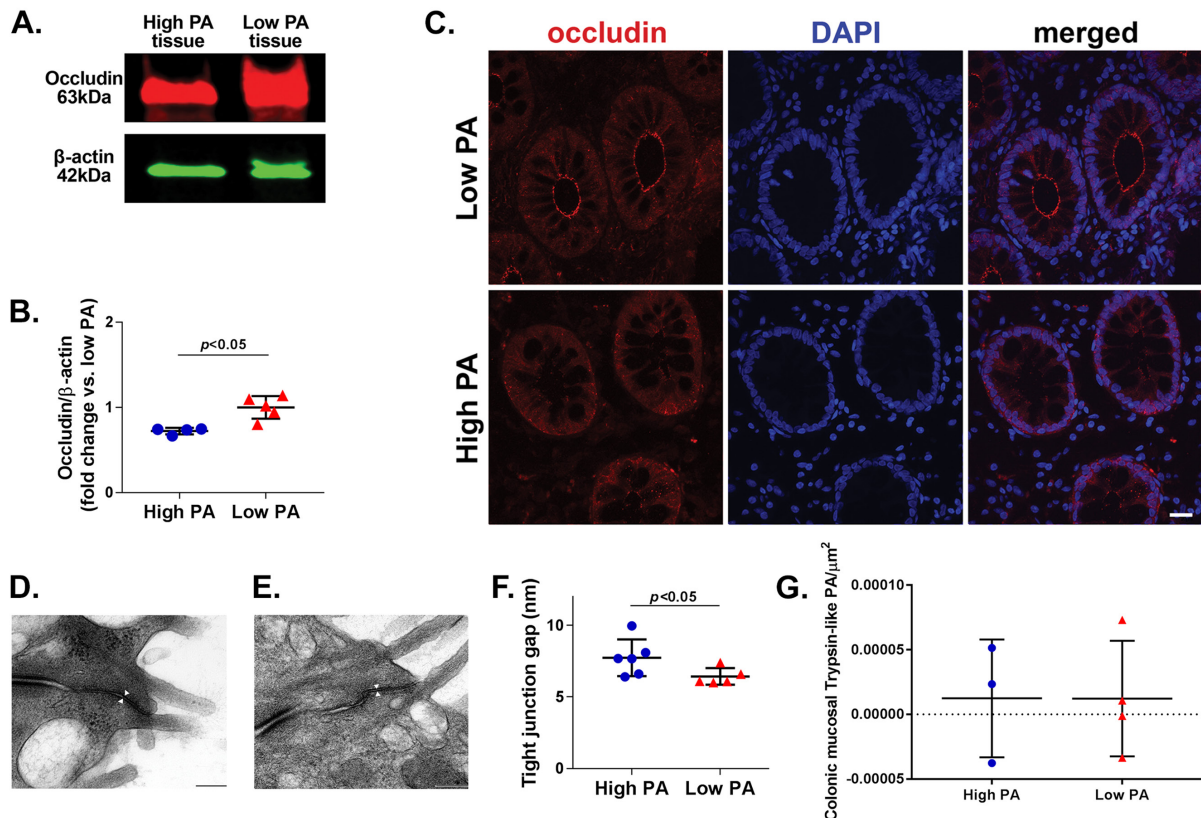 A.
High PA
tissue
Low PA
tissue
Occludin
63kDa
β-actin
42kDa
B.
Occludin/β-actin
(fold change vs. low PA)
2
1
0
p<0.05
High PA
Low PA
C.
occludin
DAPI
merged
Low PA
High PA
D.
E.
F.
Tight junction gap (nm)
10
5
0
p<0.05
High PA
Low PA
G.
Colonic mucosal Trypsin-like PA/μm²
0.00010
0.00005
0.00000
-0.00005
High PA
Low PA